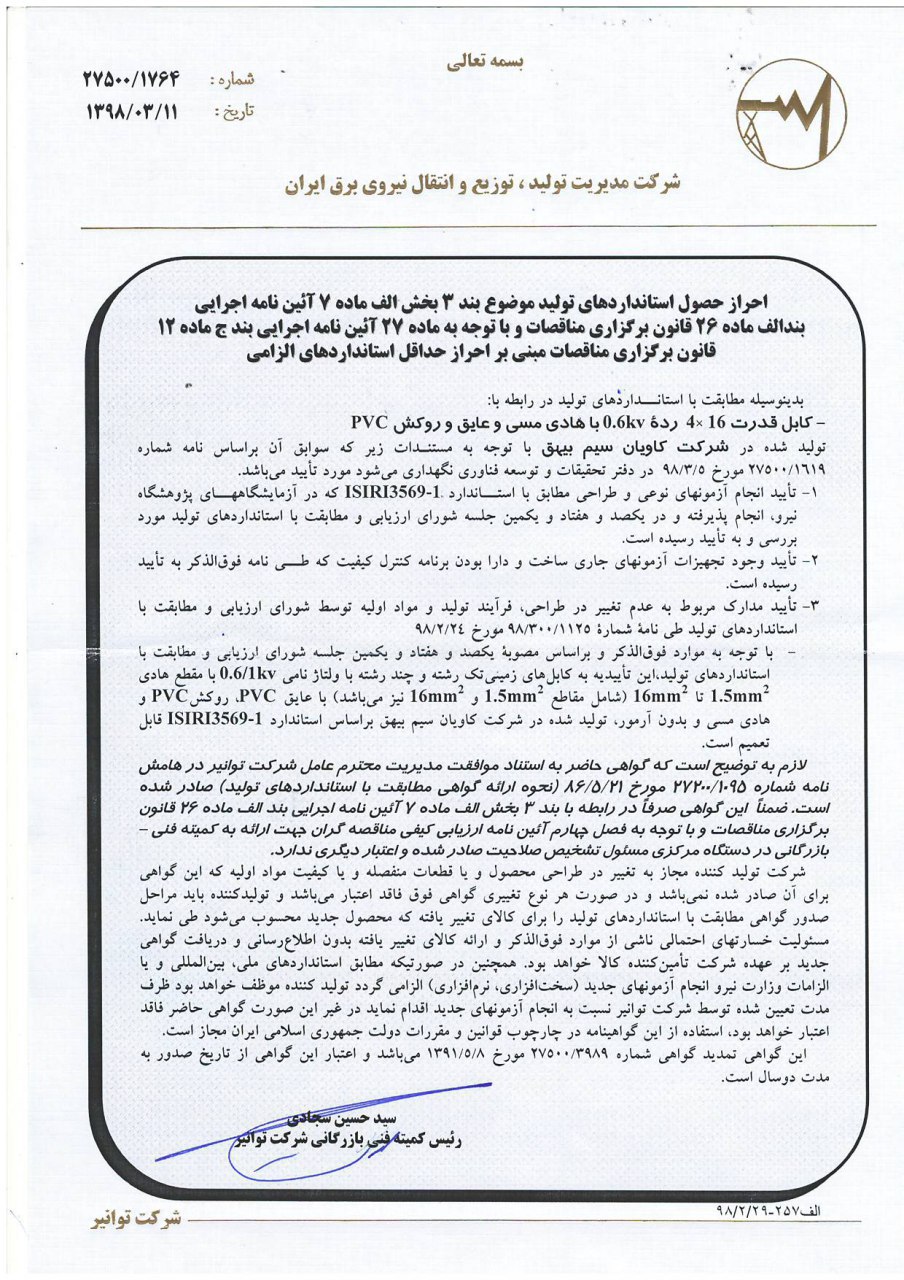 بسمه تعالی
شماره : ۲۷۵۰۰/۱۷۶۴
تاریخ : ۱۳۹۸/۰۳/۱۱
شرکت مدیریت تولید ، توزیع و انتقال نیروی برق ایران
احراز حصول استانداردهای تولید موضوع بند ۳ بخش الف ماده ۷ آئین نامه اجرایی
بندالف ماده ۲۶ قانون برگزاری مناقصات و با توجه به ماده ۲۷ آئین نامه اجرایی بند ج ماده ۱۲
قانون برگزاری مناقصات مبنی بر احراز حداقل استانداردهای الزامی
بدینوسیله مطابقت با استانـــداردهای تولید در رابطه با:
- کابل قدرت 16 ×4 ردهٔ 0.6kv با هادی مسی و عایق و روکش PVC
تولید شده در شرکت کاویان سیم بیهق با توجه به مستندات زیر که سوابق آن براساس نامه شماره
۲۷۵۰۰/۱۶۱۹ مورخ ۹۸/۳/۵ در دفتر تحقیقات و توسعه فناوری نگهداری می‌شود مورد تأیید می‌باشد.
۱- تأیید انجام آزمونهای نوعی و طراحی مطابق با استـــاندارد ISIRI3569-1 که در آزمایشگاههـــای پژوهشگاه
نیرو، انجام پذیرفته و در یکصد و هفتاد و یکمین جلسه شورای ارزیابی و مطابقت با استانداردهای تولید مورد
بررسی و به تأیید رسیده است.
۲- تأیید وجود تجهیزات آزمونهای جاری ساخت و دارا بودن برنامه کنترل کیفیت که طـــی نامه فوق‌الذکر به تأیید
رسیده است.
۳- تأیید مدارک مربوط به عدم تغییر در طراحی، فرآیند تولید و مواد اولیه توسط شورای ارزیابی و مطابقت با
استانداردهای تولید طی نامهٔ شمارهٔ ۹۸/۳۰۰/۱۱۲۵ مورخ ۹۸/۲/۲٤
- با توجه به موارد فوق‌الذکر و براساس مصوبهٔ یکصد و هفتاد و یکمین جلسه شورای ارزیابی و مطابقت با
استانداردهای تولید،این تأییدیه به کابل‌های زمینی‌تک رشته و چند رشته با ولتاژ نامی 0.6/1kv با مقطع هادی
1.5mm² تا 16mm² (شامل مقاطع 1.5mm² و 16mm² نیز می‌باشد) با عایق PVC، روکشPVC و
هادی مسی و بدون آرمور، تولید شده در شرکت کاویان سیم بیهق براساس استاندارد ISIRI3569-1 قابل
تعمیم است.
لازم به توضیح است که گواهی حاضر به استناد موافقت مدیریت محترم عامل شرکت توانیر در هامش
نامه شماره ۲۷۲۰۰/۱۰۹۵ مورخ ۸۶/۵/۲۱ (نحوه ارائه گواهی مطابقت با استانداردهای تولید) صادر شده
است. ضمناً این گواهی صرفاً در رابطه با بند ۳ بخش الف ماده ۷ آئین نامه اجرایی بند الف ماده ۲۶ قانون
برگزاری مناقصات و با توجه به فصل چهارم آئین نامه ارزیابی کیفی مناقصه گران جهت ارائه به کمیته فنی –
بازرگانی در دستگاه مرکزی مسئول تشخیص صلاحیت صادر شده و اعتبار دیگری ندارد.
شرکت تولید کننده مجاز به تغییر در طراحی محصول و یا قطعات منفصله و یا کیفیت مواد اولیه که این گواهی
برای آن صادر شده نمی‌باشد و در صورت هر نوع تغییری گواهی فوق فاقد اعتبار می‌باشد و تولیدکننده باید مراحل
صدور گواهی مطابقت با استانداردهای تولید را برای کالای تغییر یافته که محصول جدید محسوب می‌شود طی نماید.
مسئولیت خسارتهای احتمالی ناشی از موارد فوق‌الذکر و ارائه کالای تغییر یافته بدون اطلاع‌رسانی و دریافت گواهی
جدید بر عهده شرکت تأمین‌کننده کالا خواهد بود. همچنین در صورتیکه مطابق استانداردهای ملی، بین‌المللی و یا
الزامات وزارت نیرو انجام آزمونهای جدید (سخت‌افزاری، نرم‌افزاری) الزامی گردد تولید کننده موظف خواهد بود ظرف
مدت تعیین شده توسط شرکت توانیر نسبت به انجام آزمونهای جدید اقدام نماید در غیر این صورت گواهی حاضر فاقد
اعتبار خواهد بود، استفاده از این گواهینامه در چارچوب قوانین و مقررات دولت جمهوری اسلامی ایران مجاز است.
این گواهی تمدید گواهی شماره ۲۷۵۰۰/۳۹۸۹ مورخ ۱۳۹۱/۵/۸ می‌باشد و اعتبار این گواهی از تاریخ صدور به
مدت دوسال است.
سید حسین سجادی
رئیس کمیته فنی بازرگانی شرکت توانیر
الف۲۵۷-۹۸/۲/۲۹
شرکت توانیر